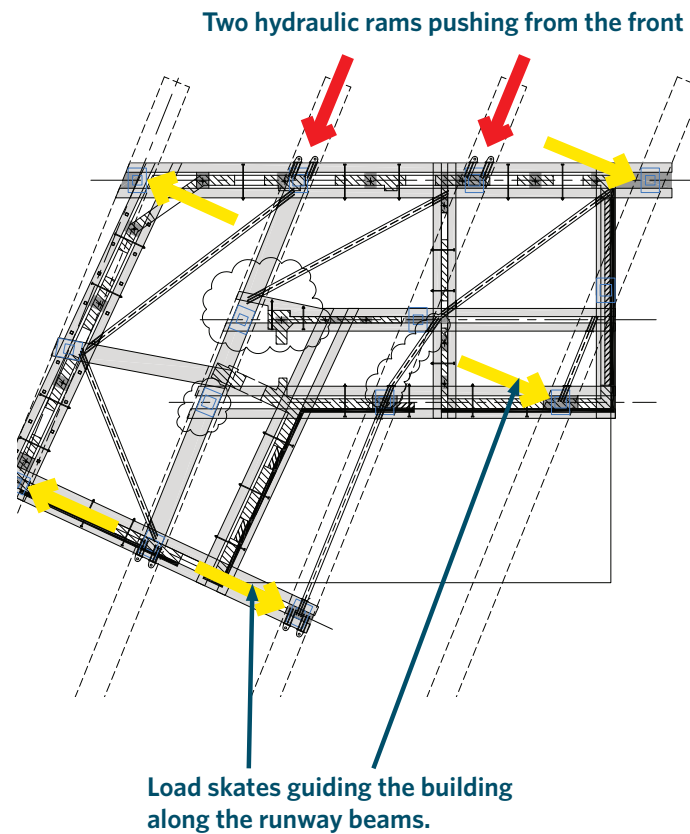 Two hydraulic rams pushing from the front
Load skates guiding the building
along the runway beams.